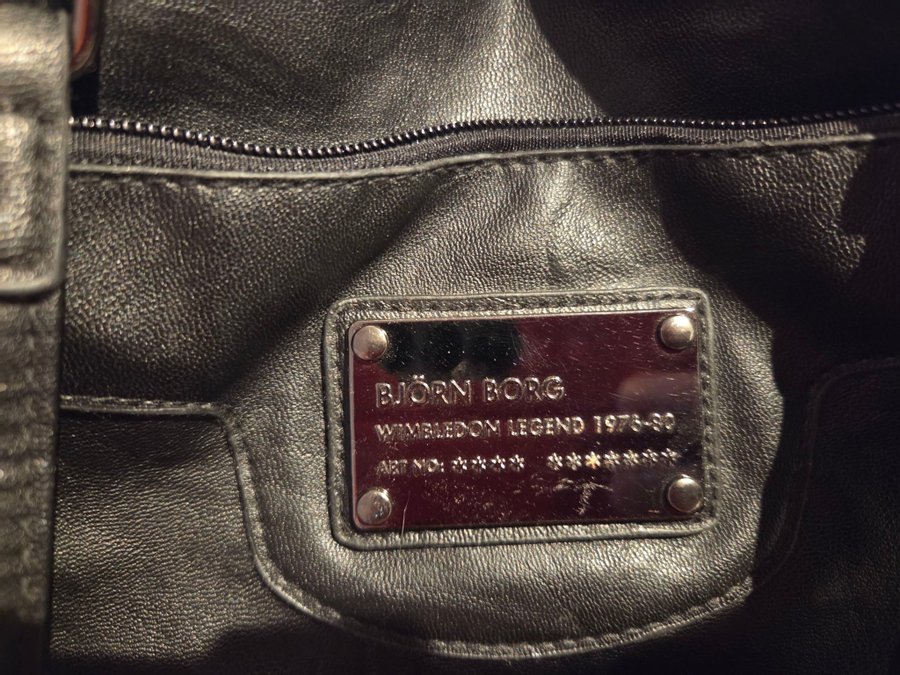 BJÖRN BORG
WIMBLEDON LEGEND 1976-80
ART NO: **** *******